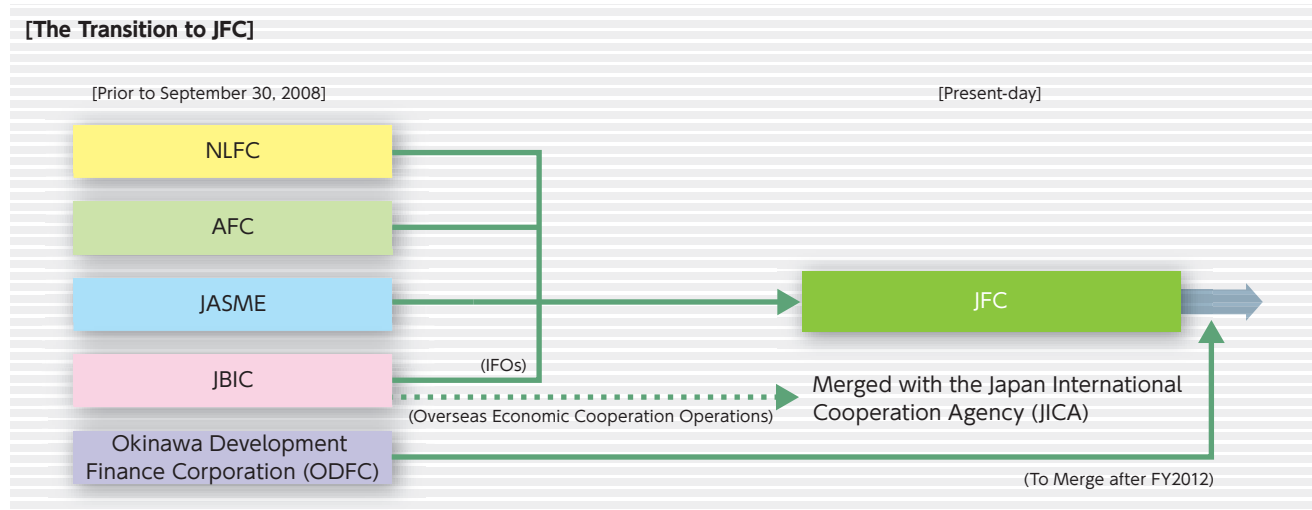 [The Transition to JFC]
[Prior to September 30, 2008]
[Present-day]
NLFC
AFC
JASME
JFC
JBIC
(IFOs)
(Overseas Economic Cooperation Operations)
Merged with the Japan International
Cooperation Agency (JICA)
Okinawa Development
Finance Corporation (ODFC)
(To Merge after FY2012)